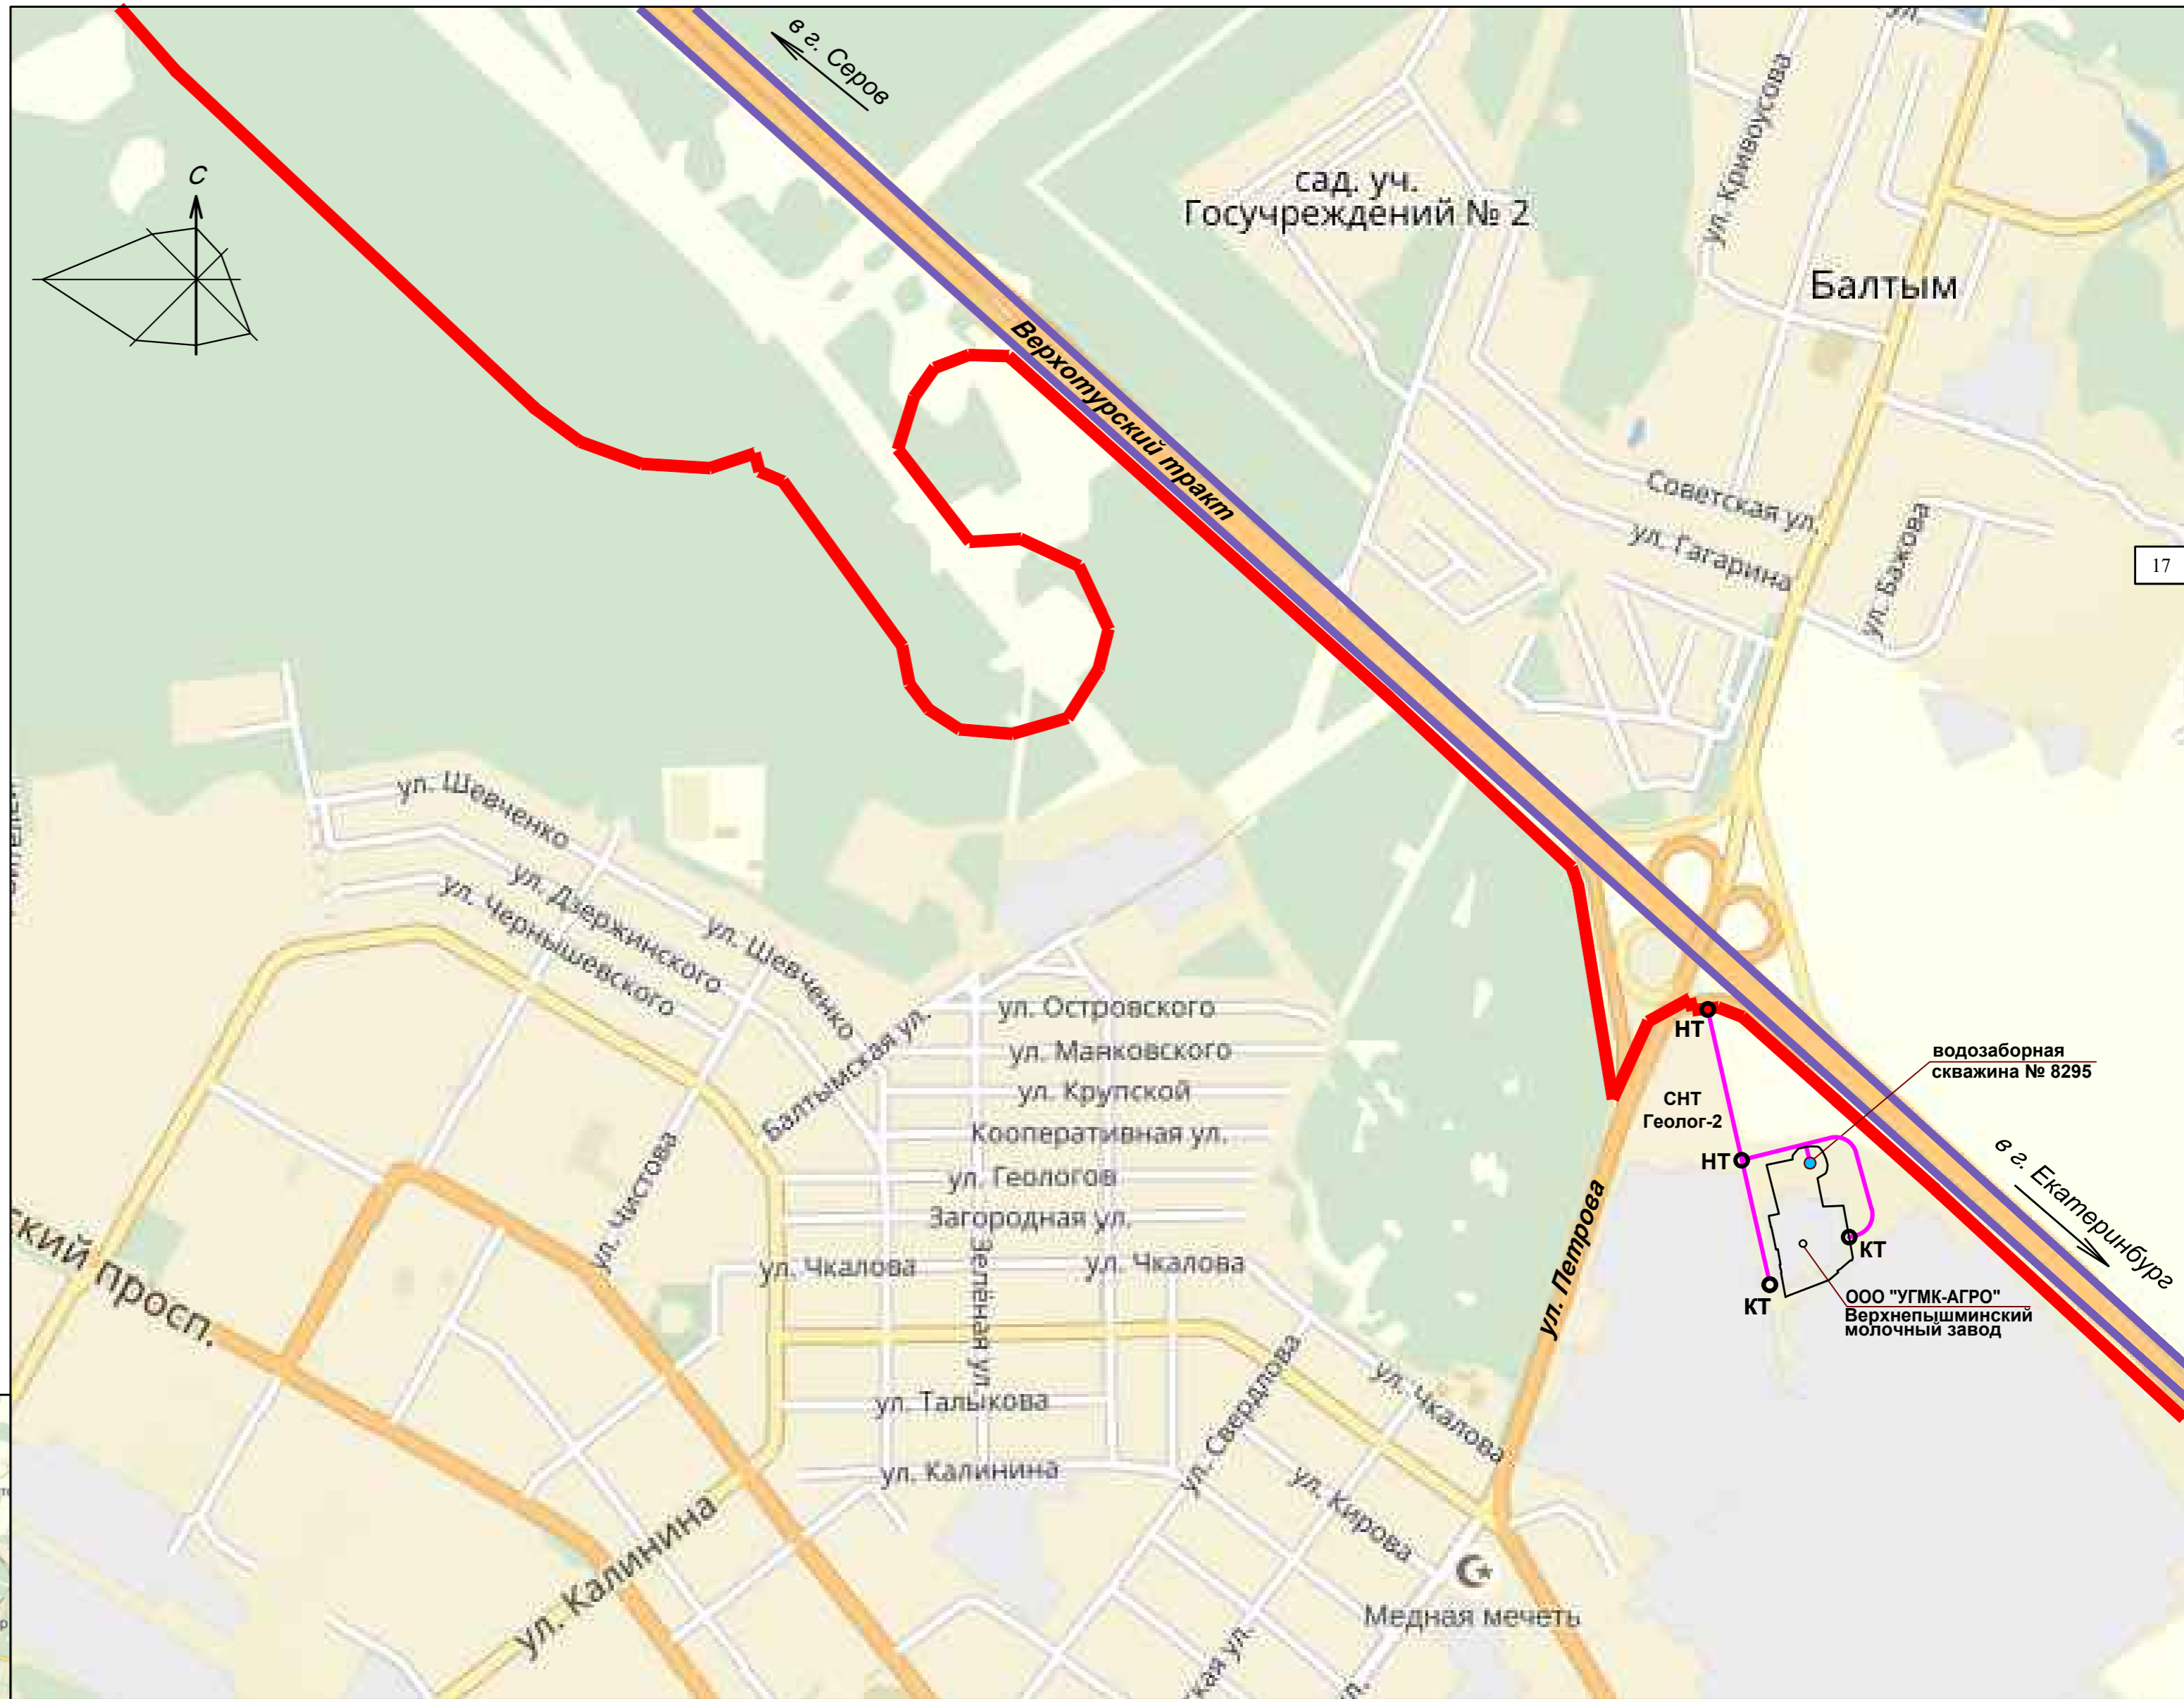 в г. Серов
ул. Кривоусова
С
сад. уч.
Госучреждений № 2
Балтым
Верхотурский тракт
Советская ул.
ул. Гагарина
ул. Бажова
17
ул. Шевченко
ул. Дзержинского
ул. Чернышевского
ул. Шевченко
Балтымская ул.
ул. Островского
ул. Маяковского
ул. Крупской
Кооперативная ул.
ул. Геологов
Загородная ул.
ул. Чкалова
ул. Чкалова
Зелёная ул.
ул. Чистова
НТ
водозаборная
скважина № 8295
СНТ
Геолог-2
НТ
в г. Екатеринбург
КТ
КТ
ООО "УГМК-АГРО"
Верхнепышминский
молочный завод
ул. Петрова
ский просп.
ул. Талыкова
ул. Калинина
ул. Свердлова
ул. Чкалова
ул. Кирова
ул. Калинина
Медная мечеть
кая ул.
ул.